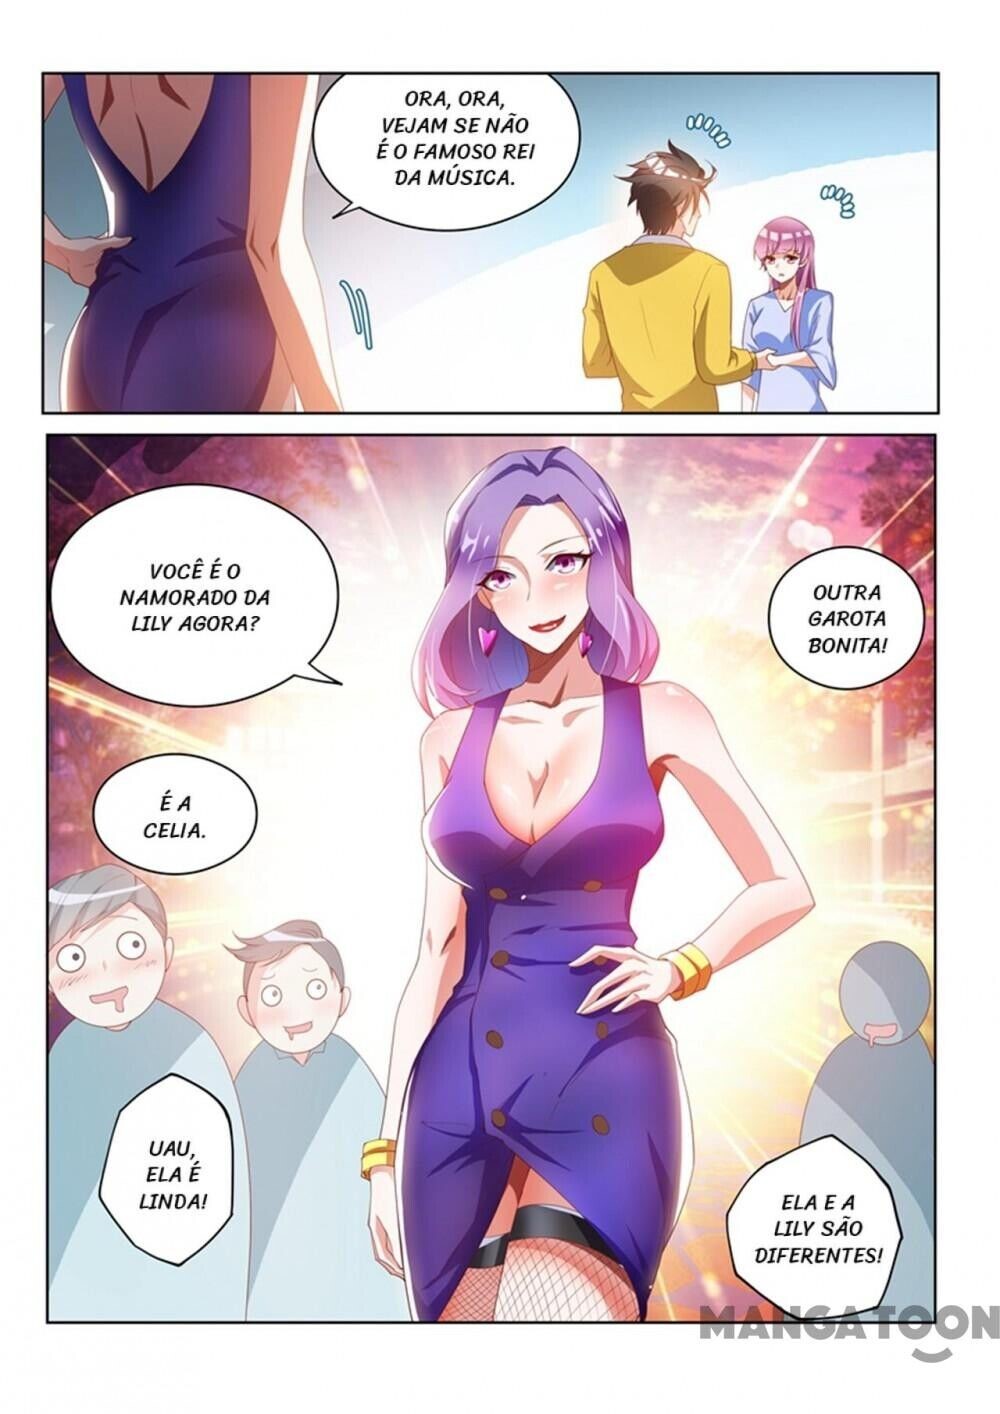 ORA, ORA,
VEJAM SE NÃO
É O FAMOSO REI
DA MÚSICA.
VOCÊ É O
NAMORADO DA
LILY AGORA?
OUTRA
GAROTA
BONITA!
É A
CELIA.
UAU,
ELA É
LINDA!
ELA E A
LILY SÃO
DIFERENTES!
MANGATOON